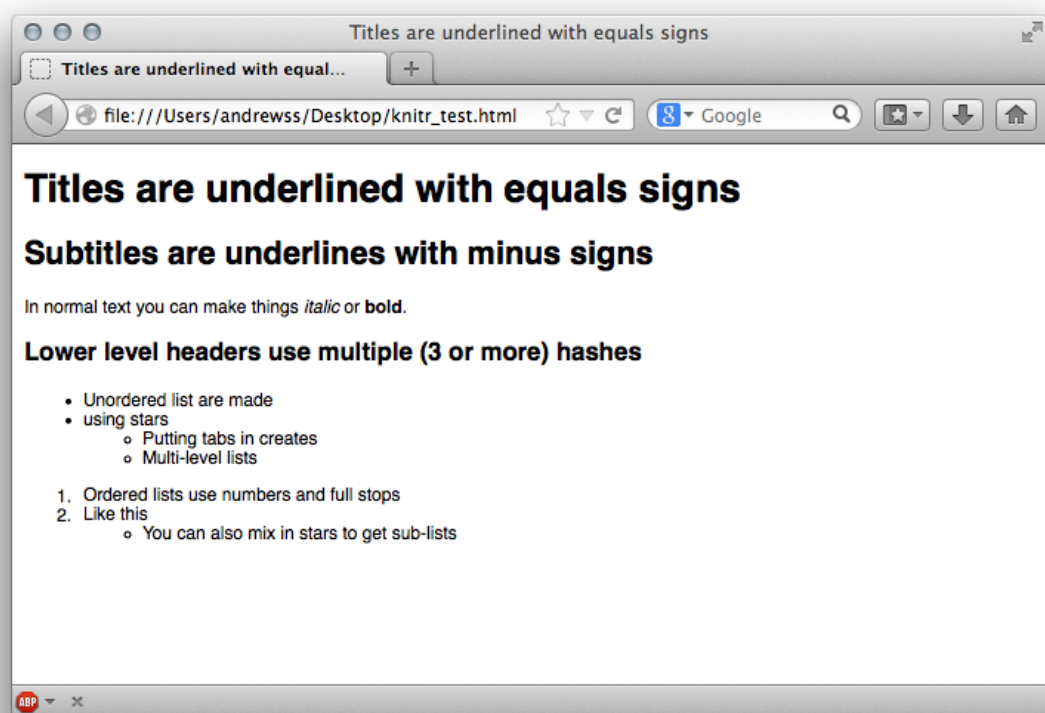 Titles are underlined with equals signs
Titles are underlined with equal...
file:///Users/andrewss/Desktop/knitr_test.html
8 Google
Titles are underlined with equals signs
Subtitles are underlines with minus signs
In normal text you can make things italic or bold.
Lower level headers use multiple (3 or more) hashes
• Unordered list are made
• using stars
◦ Putting tabs in creates
◦ Multi-level lists
1. Ordered lists use numbers and full stops
2. Like this
◦ You can also mix in stars to get sub-lists
ABP